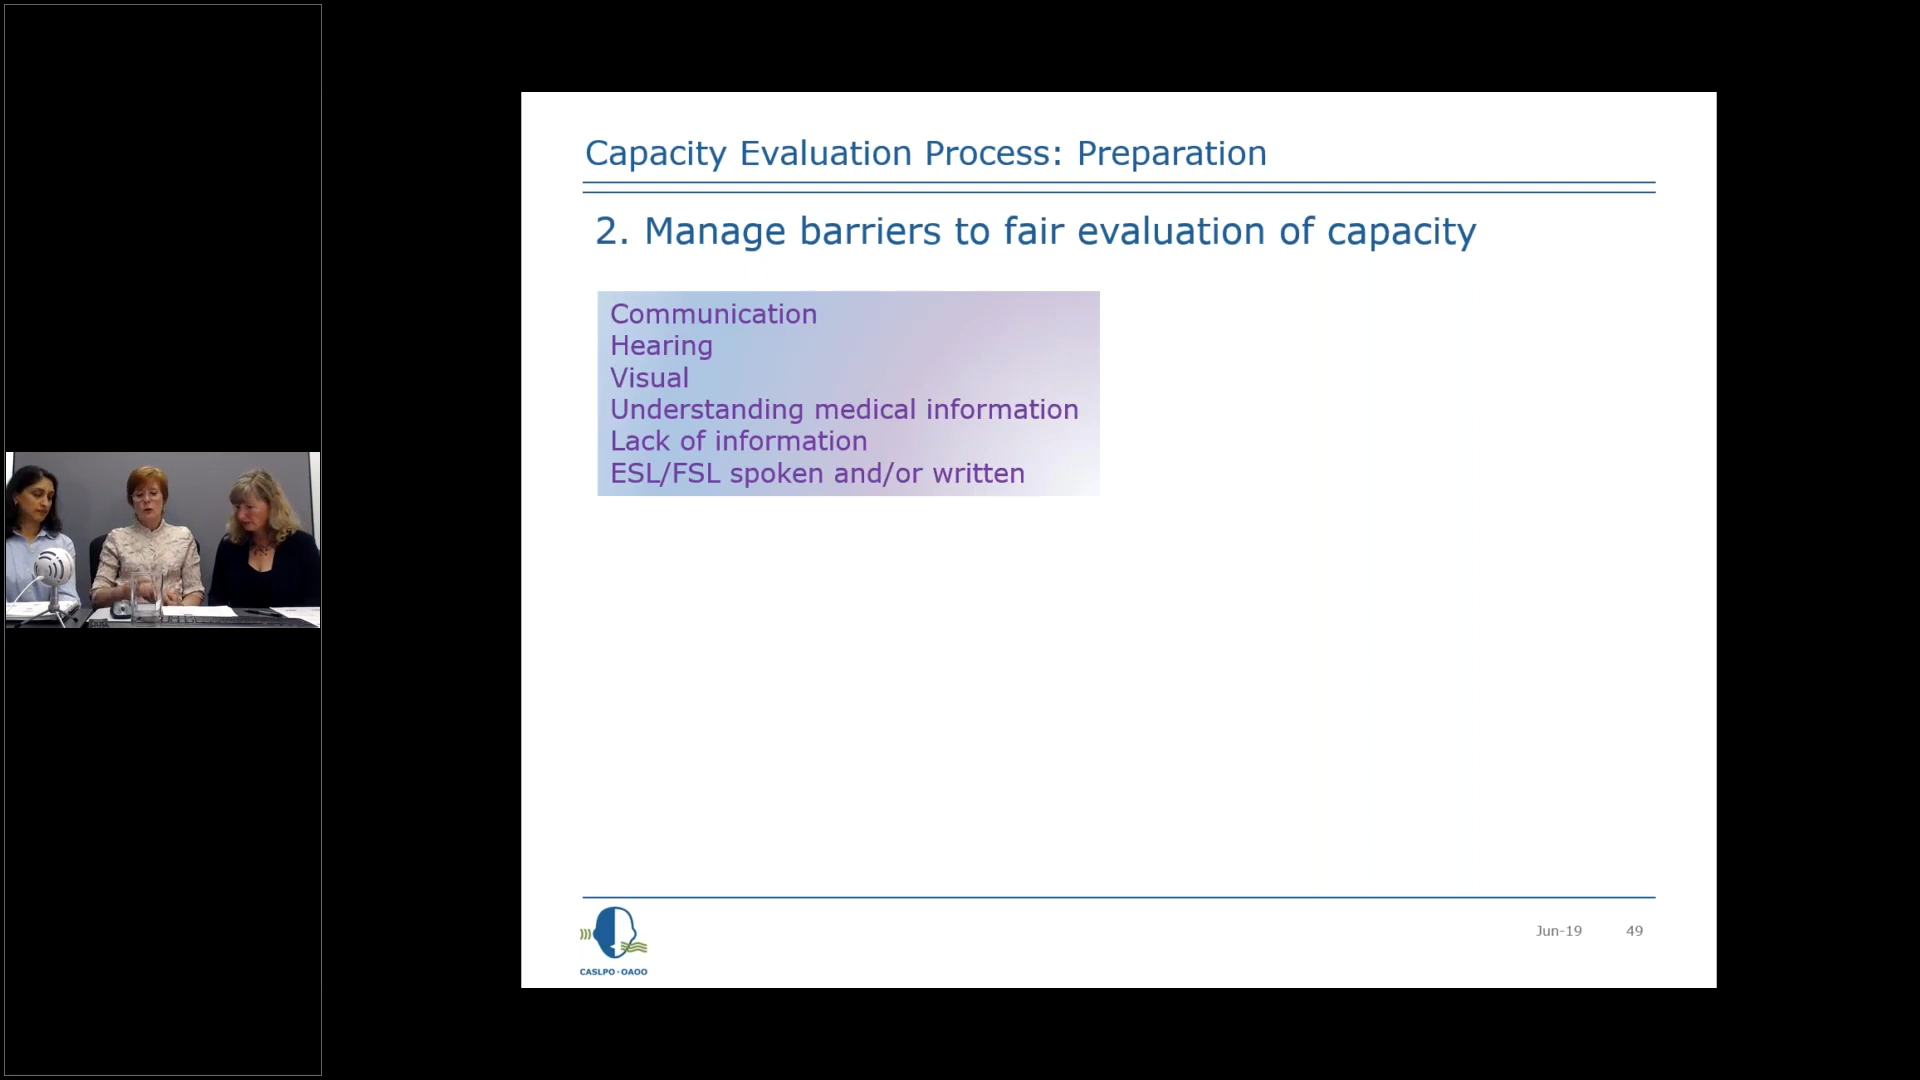 Capacity Evaluation Process: Preparation
2. Manage barriers to fair evaluation of capacity
Communication
Hearing
Visual
Understanding medical information
Lack of information
ESL/FSL spoken and/or written
CASLPO-OAOO
Jun-19 49